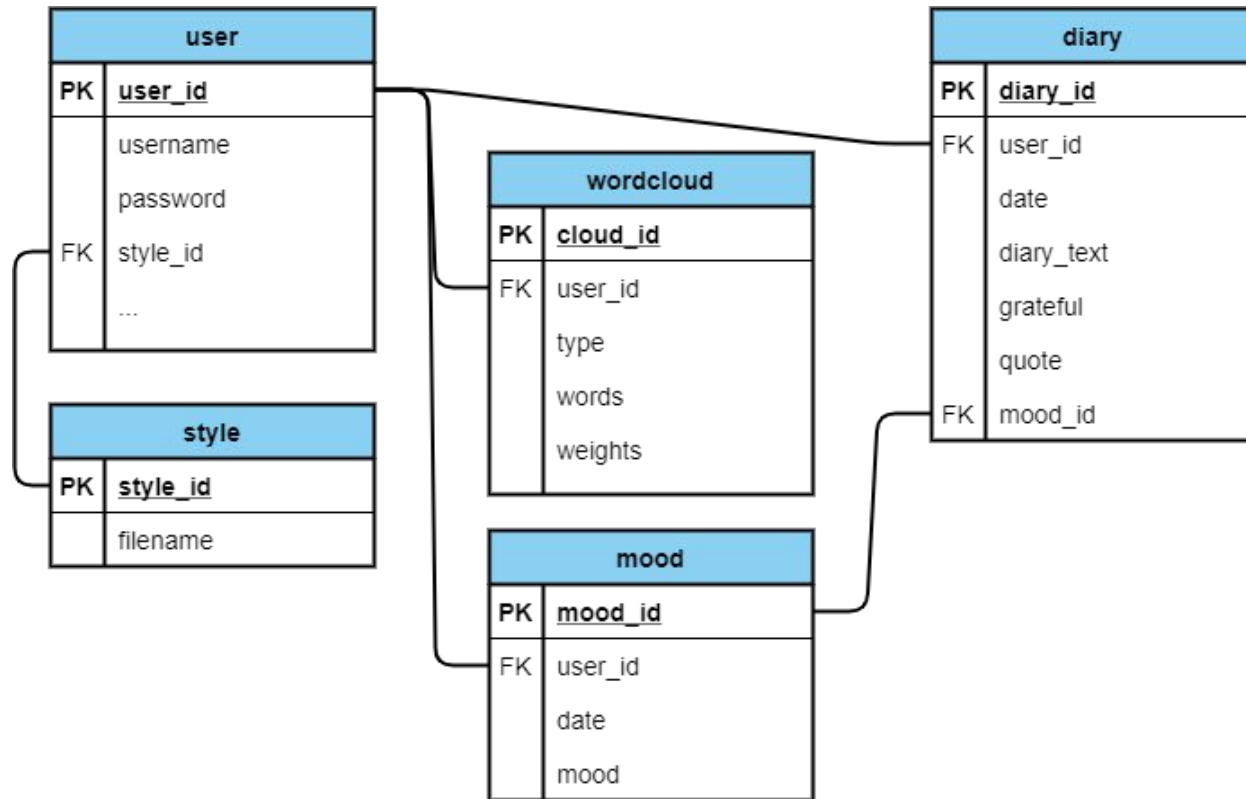 user
PK user_id
username
password
FK style_id
...
style
PK style_id
filename
wordcloud
PK cloud_id
FK user_id
type
words
weights
mood
PK mood_id
FK user_id
date
mood
diary
PK diary_id
FK user_id
date
diary_text
grateful
quote
FK mood_id